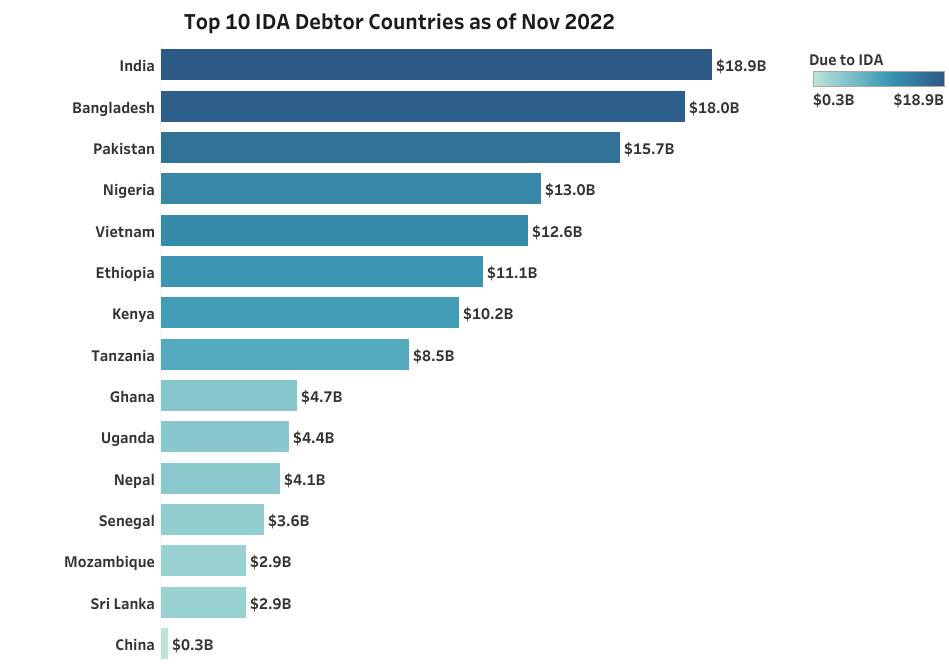 Top 10 IDA Debtor Countries as of Nov 2022
India $18.9B
Due to IDA
$0.3B $18.9B
Bangladesh $18.0B
Pakistan $15.7B
Nigeria $13.0B
Vietnam $12.6B
Ethiopia $11.1B
Kenya $10.2B
Tanzania $8.5B
Ghana $4.7B
Uganda $4.4B
Nepal $4.1B
Senegal $3.6B
Mozambique $2.9B
Sri Lanka $2.9B
China $0.3B